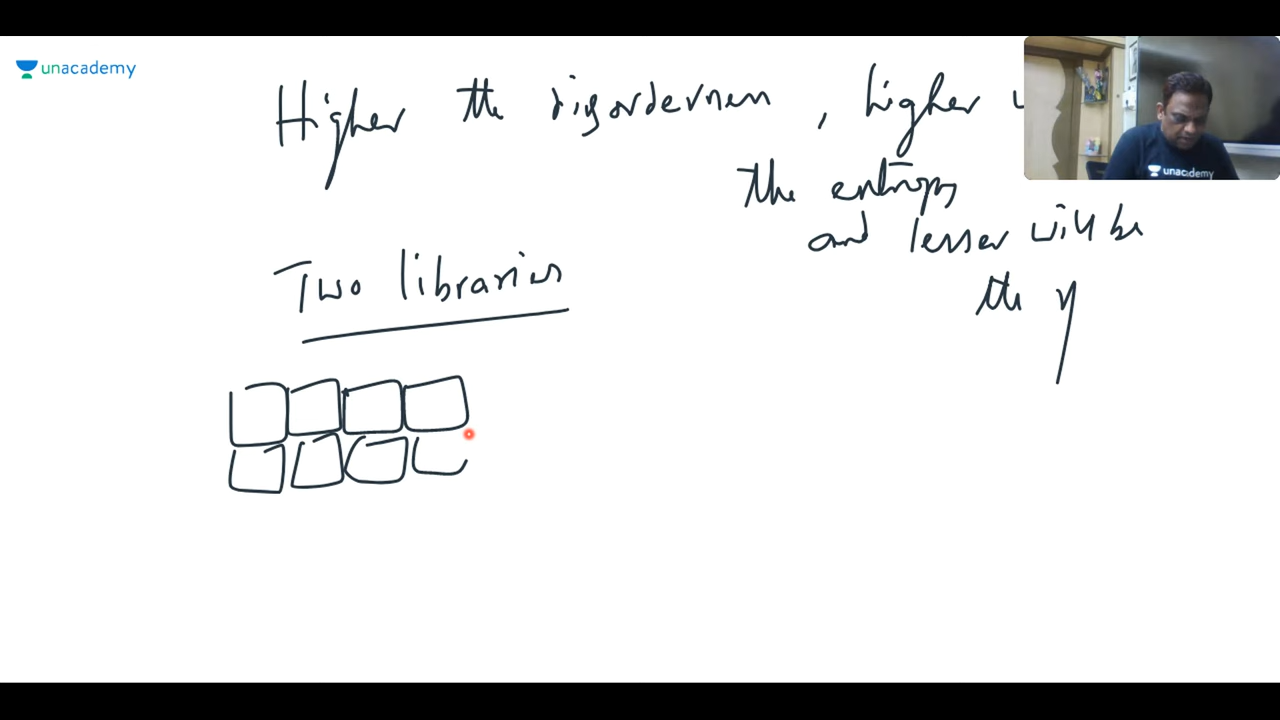 unacademy
Higher the disorderness , higher
the entropy
and lesser will be
the η
Two libraries
unacademy